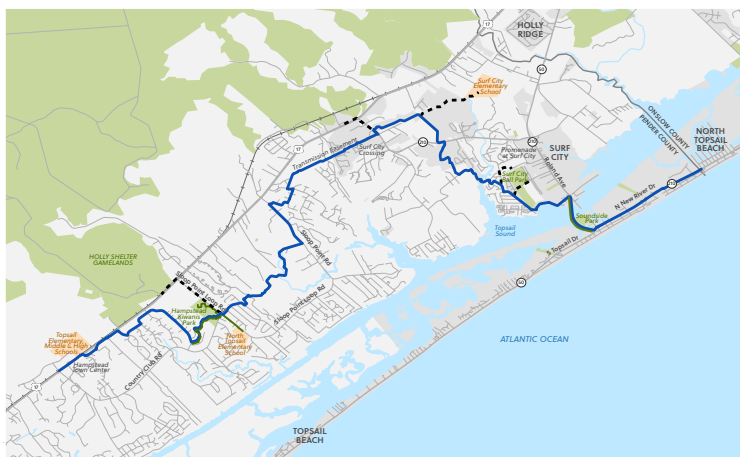 17
HOLLY
RIDGE
50
Surf City
Elementary
School
ONSLOW COUNTY
PENDER COUNTY
NORTH
TOPSAIL
BEACH
17
Transmission Easement
Surf City
Crossing
210
210
Promenade
at Surf City
SURF
CITY
Roland Ave
Surf City
Ball Park
210
N New River Dr
Soundside
Park
Topsail
Sound
S Topsail Dr
Sloop Point Rd
HOLLY SHELTER
GAMELANDS
Sloop Point Loop Rd
50
Sloop Point Loop Rd
Hampstead
Kiwanis
Park
Topsail
Elementary,
Middle & High
Schools
North
Topsail
Elementary
School
ATLANTIC OCEAN
Hampstead
Town Center
Country Club Rd
17
TOPSAIL
BEACH